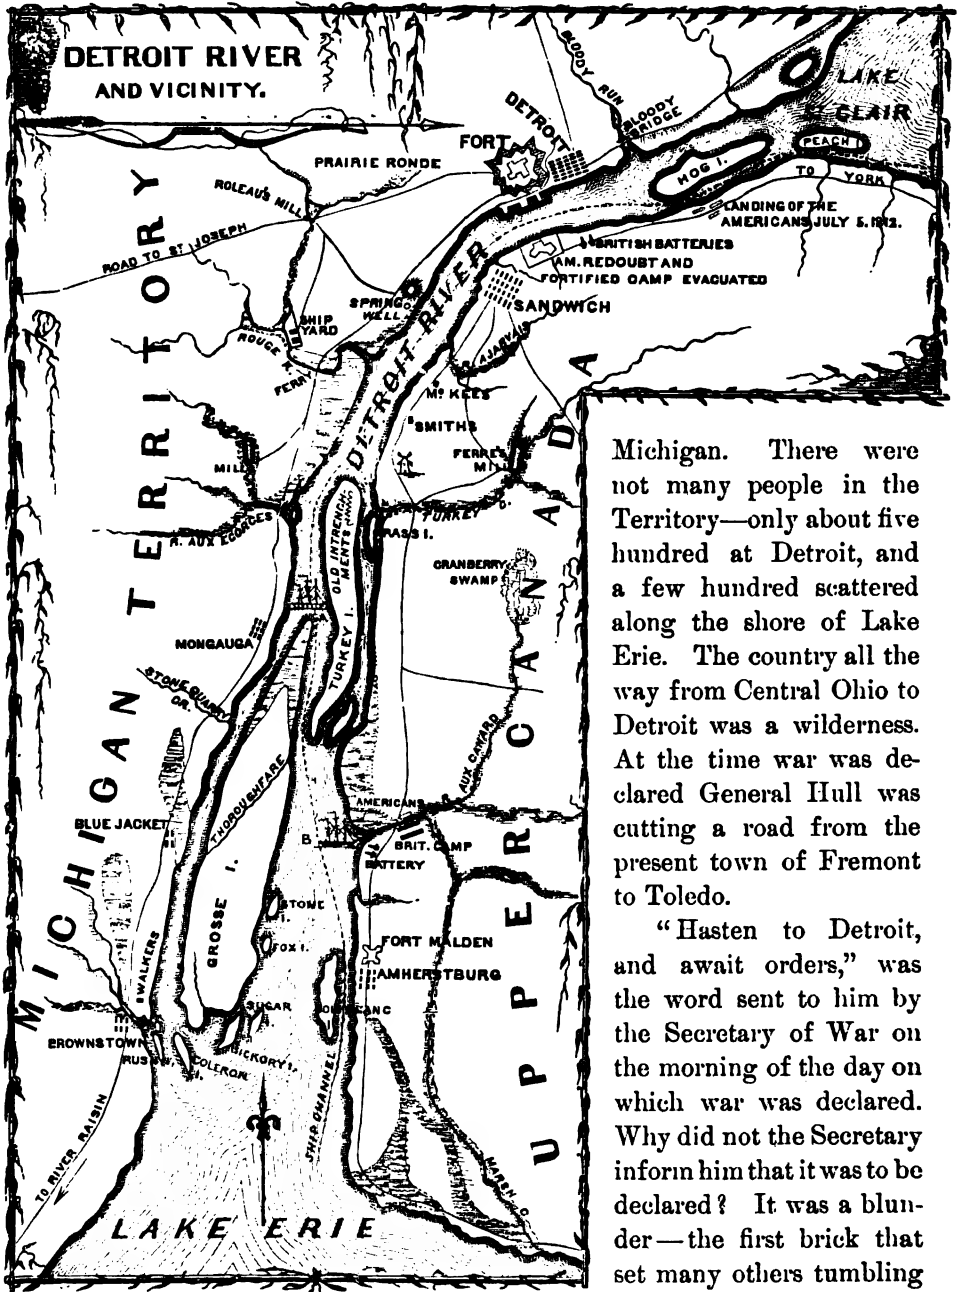 DETROIT RIVER
AND VICINITY.
LAKE
ST CLAIR
BLOODY RUN
BLOODY
BRIDGE
DETROIT
FORT
PEACH I.
HOG I.
TO YORK
PRAIRIE RONDE
ROLEAUS MILL
ROAD TO ST JOSEPH
LANDING OF THE
AMERICANS JULY 5. 1812.
BRITISH BATTERIES
AM. REDOUBT AND
FORTIFIED CAMP EVACUATED
SANDWICH
SPRING
WELL
SHIP
YARD
ROUGE
FERRY
DETROIT RIVER
AJARVAIS
Mc KEES
SMITHS
FERRE'S
MILL
MILL
R. AUX ECORCES
TURKEY C.
GRASS I.
OLD INTRENCH-
MENTS
TURKEY I.
CRANBERRY
SWAMP
MONGAUGA
STONE QUARRY
OR.
AUX CANARD
THOROUGHFARE
AMERICANS
BRIT. CAMP
BATTERY
B
BLUE JACKET
GROSSE I.
STONE
I.
FOX I.
FORT MALDEN
AMHERSTBURG
WALKERS
SUGAR
BROWNSTOWN
HICKORY I.
I.
SHIP CHANNEL
TO RIVER RAISIN
MARSH C.
LAKE ERIE
MICHIGAN TERRITORY
UPPER CANADA
Michigan. There were
not many people in the
Territory—only about five
hundred at Detroit, and
a few hundred scattered
along the shore of Lake
Erie. The country all the
way from Central Ohio to
Detroit was a wilderness.
At the time war was de-
clared General Hull was
cutting a road from the
present town of Fremont
to Toledo.
"Hasten to Detroit,
and await orders," was
the word sent to him by
the Secretary of War on
the morning of the day on
which war was declared.
Why did not the Secretary
inform him that it was to be
declared? It was a blun-
der—the first brick that
set many others tumbling